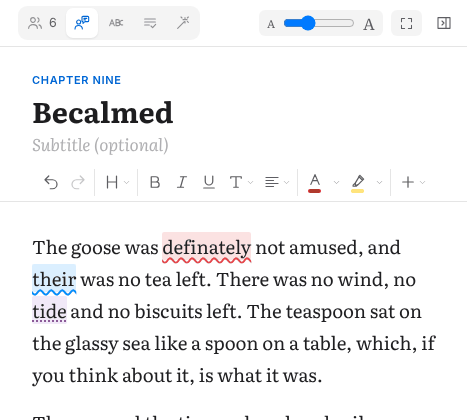 6
ABC
A
A
CHAPTER NINE
Becalmed
Subtitle (optional)
H
B I U T
A
The goose was definately not amused, and
their was no tea left. There was no wind, no
tide and no biscuits left. The teaspoon sat on
the glassy sea like a spoon on a table, which, if
you think about it, is what it was.